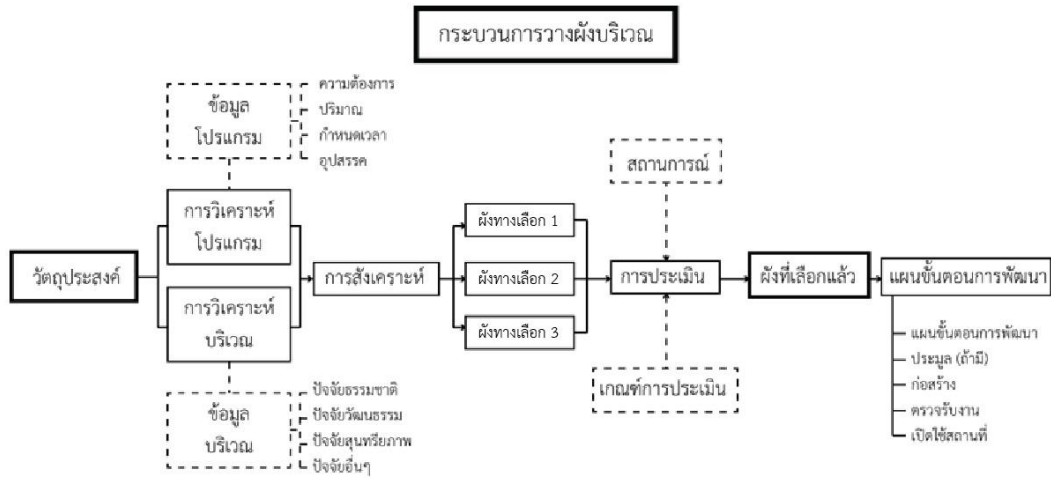 กระบวนการวางผังบริเวณ
ข้อมูล
โปรแกรม
ความต้องการ
ปริมาณ
กำหนดเวลา
อุปสรรค
วัตถุประสงค์
การวิเคราะห์
โปรแกรม
การวิเคราะห์
บริเวณ
ข้อมูล
บริเวณ
ปัจจัยธรรมชาติ
ปัจจัยวัฒนธรรม
ปัจจัยสุนทรียภาพ
ปัจจัยอื่นๆ
การสังเคราะห์
ผังทางเลือก 1
ผังทางเลือก 2
ผังทางเลือก 3
สถานการณ์
การประเมิน
เกณฑ์การประเมิน
ผังที่เลือกแล้ว
แผนขั้นตอนการพัฒนา
แผนขั้นตอนการพัฒนา
ประมูล (ถ้ามี)
ก่อสร้าง
ตรวจรับงาน
เปิดใช้สถานที่